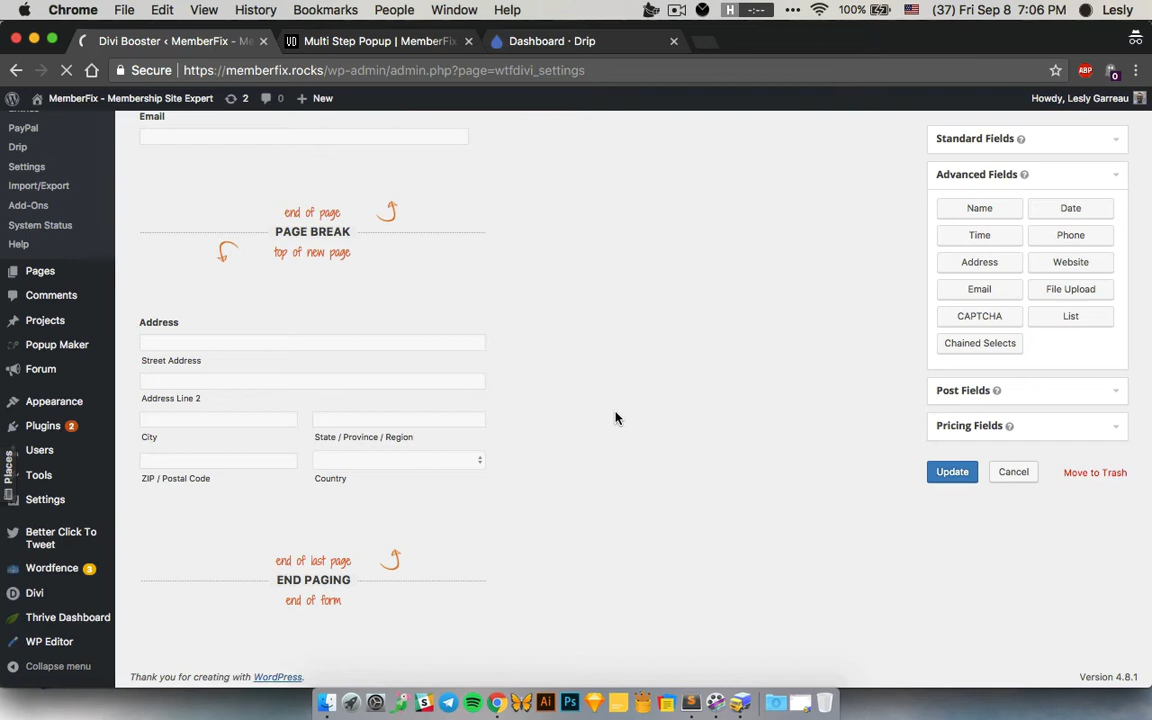 Chrome File Edit View History Bookmarks People Window Help H -:-- 100% (37) Fri Sep 8 7:06 PM Lesly
Divi Booster ‹ MemberFix – Me
Multi Step Popup | MemberFix
Dashboard · Drip
Secure https://memberfix.rocks/wp-admin/admin.php?page=wtfdivi_settings ABP 0
MemberFix – Membership Site Expert 2 0 + New Howdy, Lesly Garreau
PayPal
Drip
Settings
Import/Export
Add-Ons
System Status
Help
Pages
Comments
Projects
Popup Maker
Forum
Appearance
Plugins 2
Users
Tools
Settings
Better Click To
Tweet
Wordfence 3
Divi
Thrive Dashboard
WP Editor
Collapse menu
Places
Email
end of page
PAGE BREAK
top of new page
Address
Street Address
Address Line 2
City State / Province / Region
ZIP / Postal Code Country
end of last page
END PAGING
end of form
Thank you for creating with WordPress.
Version 4.8.1
Standard Fields
Advanced Fields
Name Date
Time Phone
Address Website
Email File Upload
CAPTCHA List
Chained Selects
Post Fields
Pricing Fields
Update Cancel Move to Trash
Ai Ps S